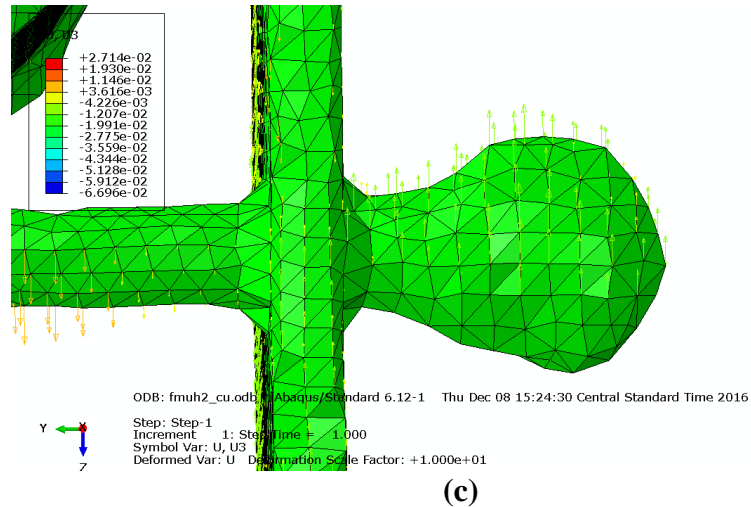 U, U3
+2.714e-02
+1.930e-02
+1.146e-02
+3.616e-03
-4.226e-03
-1.207e-02
-1.991e-02
-2.775e-02
-3.559e-02
-4.344e-02
-5.128e-02
-5.912e-02
-6.696e-02
ODB: fmuh2_cu.odb Abaqus/Standard 6.12-1 Thu Dec 08 15:24:30 Central Standard Time 2016
Y X
Z
Step: Step-1
Increment 1: Step Time = 1.000
Symbol Var: U, U3
Deformed Var: U Deformation Scale Factor: +1.000e+01
(c)